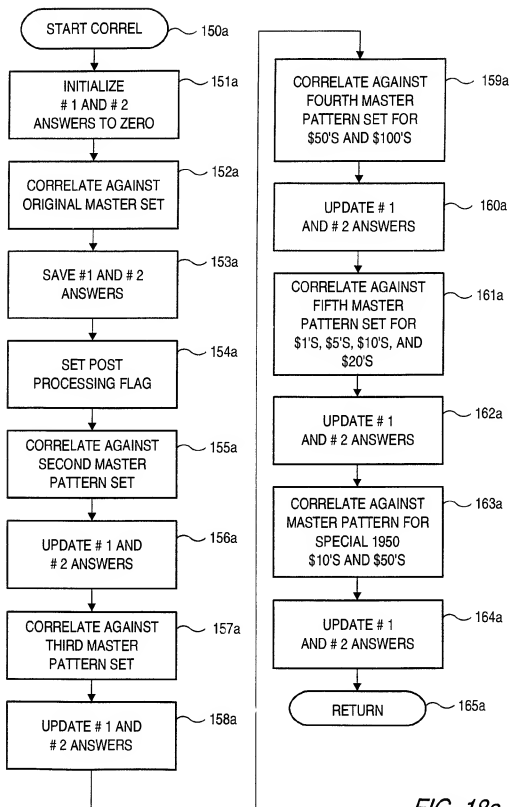 START CORREL
150a
INITIALIZE
# 1 AND # 2
ANSWERS TO ZERO
151a
CORRELATE AGAINST
ORIGINAL MASTER SET
152a
SAVE #1 AND # 2
ANSWERS
153a
SET POST
PROCESSING FLAG
154a
CORRELATE AGAINST
SECOND MASTER
PATTERN SET
155a
UPDATE # 1 AND
# 2 ANSWERS
156a
CORRELATE AGAINST
THIRD MASTER
PATTERN SET
157a
UPDATE # 1 AND
# 2 ANSWERS
158a
CORRELATE AGAINST
FOURTH MASTER
PATTERN SET FOR
$50'S AND $100'S
159a
UPDATE # 1
AND # 2 ANSWERS
160a
CORRELATE AGAINST
FIFTH MASTER
PATTERN SET FOR
$1'S, $5'S, $10'S, AND
$20'S
161a
UPDATE # 1
AND # 2 ANSWERS
162a
CORRELATE AGAINST
MASTER PATTERN FOR
SPECIAL 1950
$10'S AND $50'S
163a
UPDATE # 1
AND # 2 ANSWERS
164a
RETURN
165a
FIG. 18a